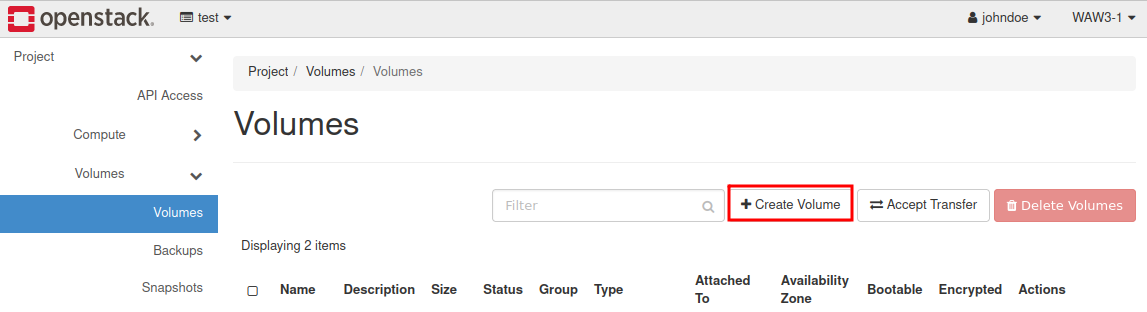 openstack. test johndoe WAW3-1
Project
API Access
Compute
Volumes
Volumes
Backups
Snapshots
Project / Volumes / Volumes
Volumes
Filter Create Volume Accept Transfer Delete Volumes
Displaying 2 items
Name Description Size Status Group Type Attached To Availability Zone Bootable Encrypted Actions